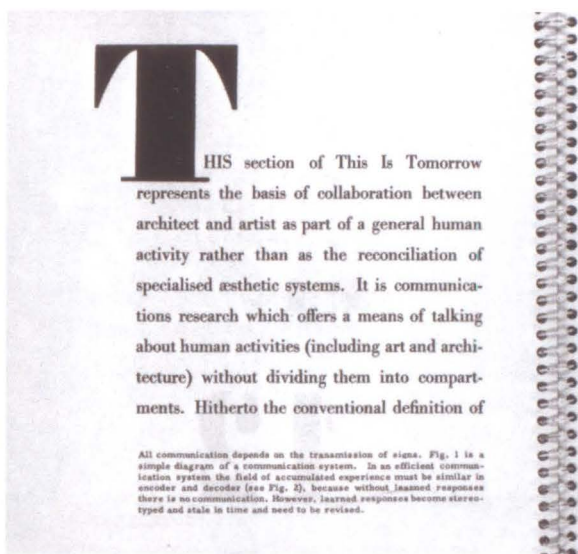 THIS section of This Is Tomorrow
represents the basis of collaboration between
architect and artist as part of a general human
activity rather than as the reconciliation of
specialised æsthetic systems. It is communica-
tions research which offers a means of talking
about human activities (including art and archi-
tecture) without dividing them into compart-
ments. Hitherto the conventional definition of
All communication depends on the transmission of signs. Fig. 1 is a
simple diagram of a communication system. In an efficient commun-
ication system the field of accumulated experience must be similar in
encoder and decoder (see Fig. 2), because without learned responses
there is no communication. However, learned responses become stereo-
typed and stale in time and need to be revised.